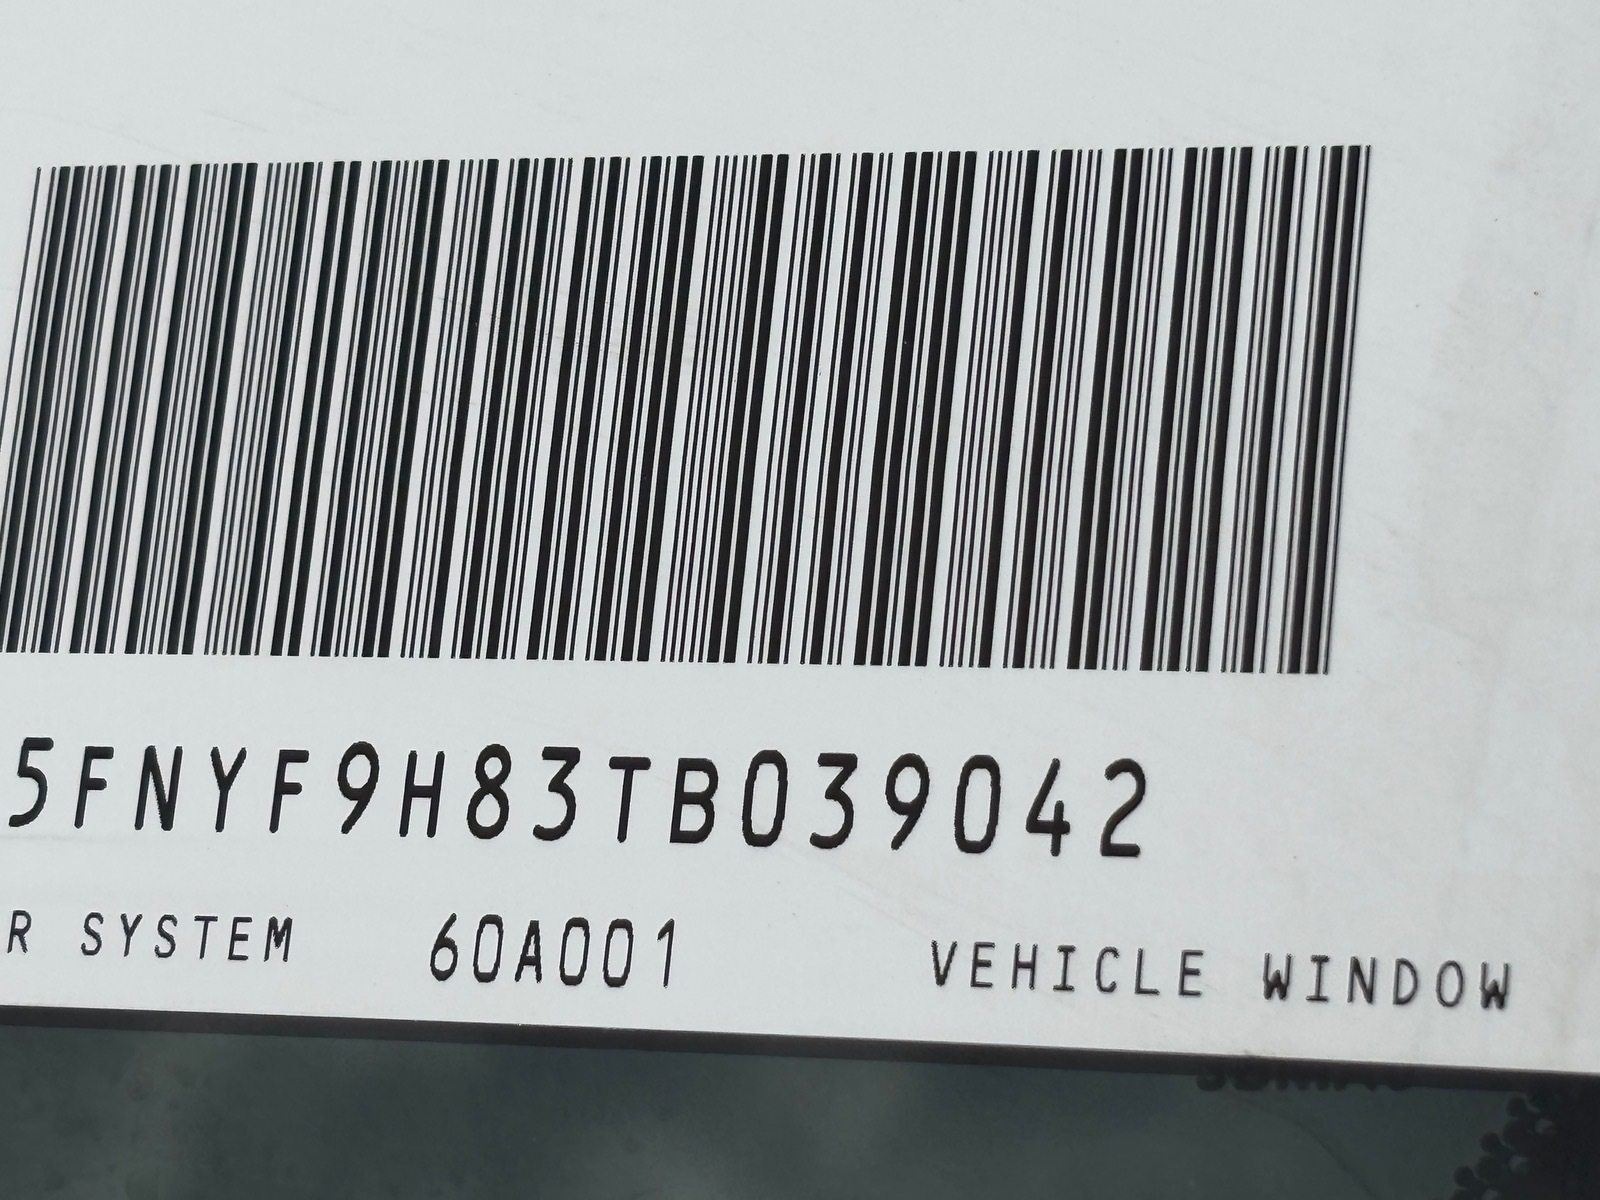 5FNYF9H83TB039042
R SYSTEM 60A001 VEHICLE WINDOW